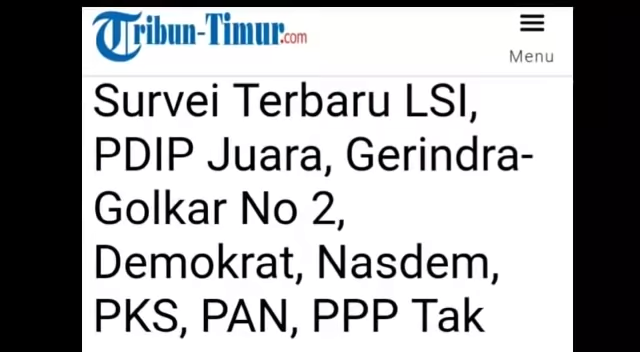 Tribun-Timur.com
Menu
Survei Terbaru LSI,
PDIP Juara, Gerindra-
Golkar No 2,
Demokrat, Nasdem,
PKS, PAN, PPP Tak